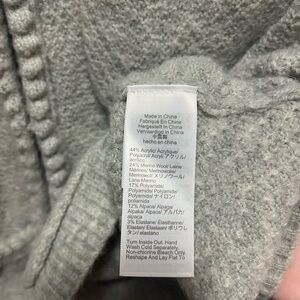 Made in China
Fabriqué En Chine
Hergestellt In China
Vervaardigd In China
中国製
hecho en china
44% Acrylic/ Acrylique/
Polyacryl/ Acryl/ アクリル/
acrílico
24% Merino Wool/ Laine
Mérinos/ Merinowolle/
Merinowol/ メリノウール/
Lana Merino
17% Polyamide/
Polyamid/ Polyamide/
Polyamide/ ナイロン/
poliamida
12% Alpaca/ Alpaga/
Alpaka/ Alpaca/ アルパカ/
alpaca
3% Elastane/ Élasthanne/
Elastan/ Elastaan/ ポリウレ
タン/ elastano
Turn Inside Out. Hand
Wash Cold Separately.
Non-chlorine Bleach Only.
Reshape And Lay Flat To